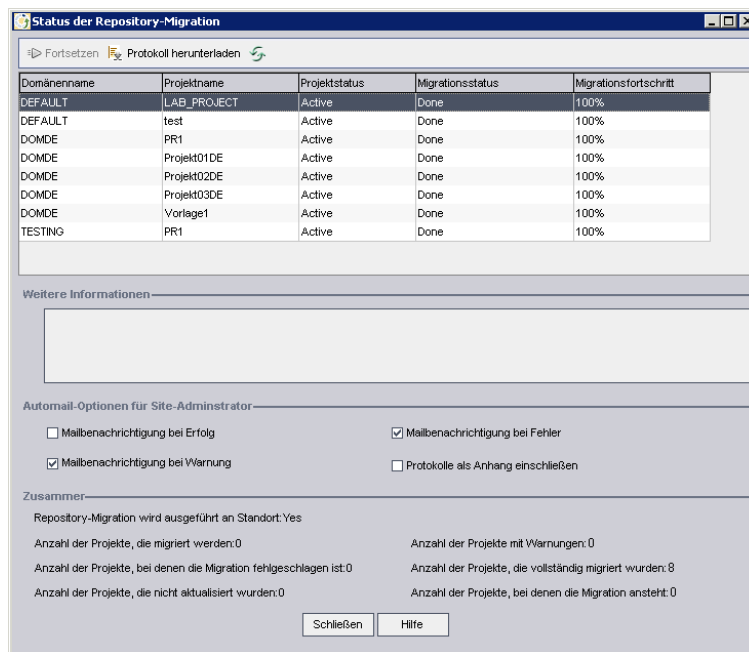 Status der Repository-Migration
Fortsetzen Protokoll herunterladen
Domänenname Projektname Projektstatus Migrationsstatus Migrationsfortschritt
DEFAULT LAB_PROJECT Active Done 100%
DEFAULT test Active Done 100%
DOMDE PR1 Active Done 100%
DOMDE Projekt01DE Active Done 100%
DOMDE Projekt02DE Active Done 100%
DOMDE Projekt03DE Active Done 100%
DOMDE Vorlage1 Active Done 100%
TESTING PR1 Active Done 100%
Weitere Informationen
Automail-Optionen für Site-Adminstrator
Mailbenachrichtigung bei Erfolg Mailbenachrichtigung bei Fehler
Mailbenachrichtigung bei Warnung Protokolle als Anhang einschließen
Zusammer
Repository-Migration wird ausgeführt an Standort:Yes
Anzahl der Projekte, die migriert werden:0 Anzahl der Projekte mit Warnungen:0
Anzahl der Projekte, bei denen die Migration fehlgeschlagen ist:0 Anzahl der Projekte, die vollständig migriert wurden:8
Anzahl der Projekte, die nicht aktualisiert wurden:0 Anzahl der Projekte, bei denen die Migration ansteht:0
Schließen Hilfe